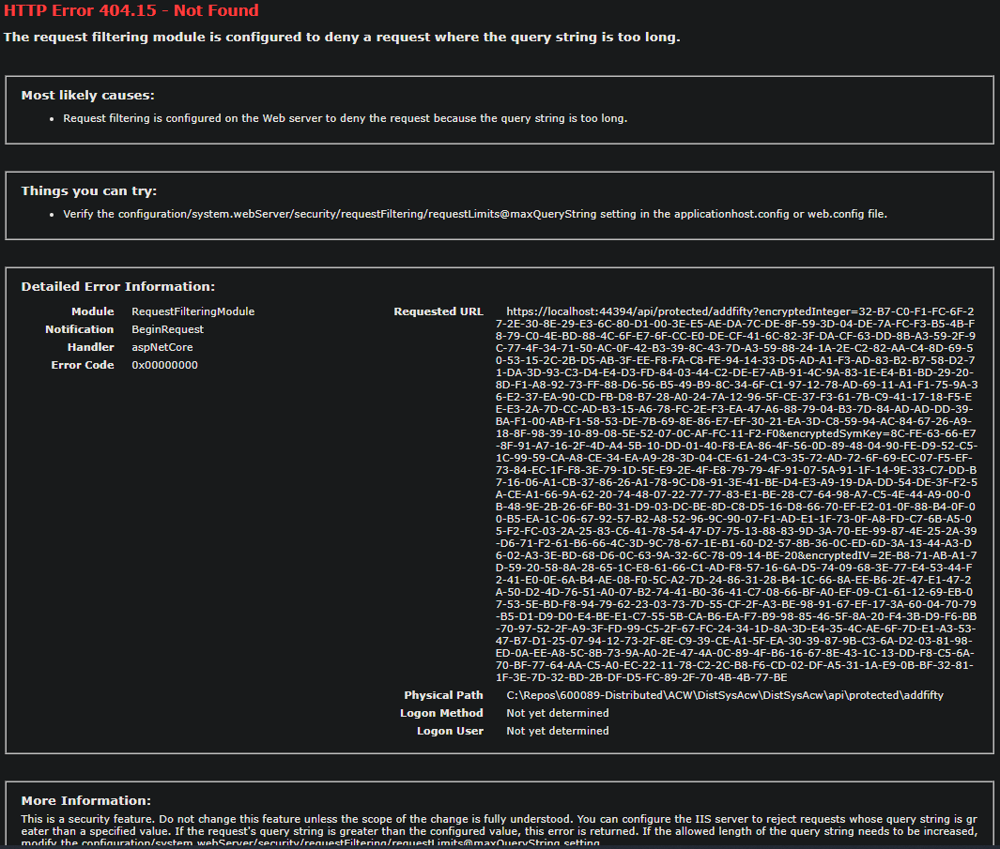 HTTP Error 404.15 - Not Found
The request filtering module is configured to deny a request where the query string is too long.
Most likely causes:
• Request filtering is configured on the Web server to deny the request because the query string is too long.
Things you can try:
• Verify the configuration/system.webServer/security/requestFiltering/requestLimits@maxQueryString setting in the applicationhost.config or web.config file.
Detailed Error Information:
Module RequestFilteringModule
Notification BeginRequest
Handler aspNetCore
Error Code 0x00000000
Requested URL https://localhost:44394/api/protected/addfifty?encryptedInteger=32-B7-C0-F1-FC-6F-2
7-2E-30-8E-29-E3-6C-80-D1-00-3E-E5-AE-DA-7C-DE-8F-59-3D-04-DE-7A-FC-F3-B5-4B-F
8-79-C0-4E-BD-88-4C-6F-E7-6F-CC-E0-DE-CF-41-6C-82-3F-DA-CF-63-DD-8B-A3-59-2F-9
C-77-4F-34-71-50-AC-0F-42-B3-39-8C-43-7D-A3-59-88-24-1A-2E-C2-82-AA-C4-8D-69-5
0-53-15-2C-2B-D5-AB-3F-EE-F8-FA-C8-FE-94-14-33-D5-AD-A1-F3-AD-83-B2-B7-58-D2-7
1-DA-3D-93-C3-D4-E4-D3-FD-84-03-44-C2-DE-E7-AB-91-4C-9A-83-1E-E4-B1-BD-29-20-
8D-F1-A8-92-73-FF-88-D6-56-B5-49-B9-8C-34-6F-C1-97-12-78-AD-69-11-A1-F1-75-9A-3
6-E2-37-EA-90-CD-FB-D8-B7-28-A0-24-7A-12-96-5F-CE-37-F3-61-7B-C9-41-17-18-F5-E
E-E3-2A-7D-CC-AD-B3-15-A6-78-FC-2E-F3-EA-47-A6-88-79-04-B3-7D-84-AD-AD-DD-39-
BA-F1-00-AB-F1-58-53-DE-7B-69-8E-86-E7-EF-30-21-EA-3D-C8-59-94-AC-84-67-26-A9-
18-8F-98-39-10-89-08-5E-52-07-0C-AF-FC-11-F2-F0&encryptedSymKey=8C-FE-63-66-E7
-8F-91-A7-16-2F-4D-A4-5B-10-DD-01-40-F8-EA-86-4F-56-0D-89-48-04-90-FE-D9-52-C5-
1C-99-59-CA-A8-CE-34-EA-A9-28-3D-04-CE-61-24-C3-35-72-AD-72-6F-69-EC-07-F5-EF-
73-84-EC-1F-F8-3E-79-1D-5E-E9-2E-4F-E8-79-79-4F-91-07-5A-91-1F-14-9E-33-C7-DD-B
7-16-06-A1-CB-37-86-26-A1-78-9C-D8-91-3E-41-BE-D4-E3-A9-19-DA-DD-54-DE-3F-F2-5
A-CE-A1-66-9A-62-20-74-48-07-22-77-77-83-E1-BE-28-C7-64-98-A7-C5-4E-44-A9-00-0
B-48-9E-2B-26-6F-B0-31-D9-03-DC-BE-8D-C8-D5-16-D8-66-70-EF-E2-01-0F-88-B4-0F-0
0-B5-EA-1C-06-67-92-57-B2-A8-52-96-9C-90-07-F1-AD-E1-1F-73-0F-A8-FD-C7-6B-A5-0
5-F2-FC-03-2A-25-83-C6-41-78-54-47-D7-75-13-88-83-9D-3A-70-EE-99-87-4E-25-2A-39
-D6-71-F2-61-B6-66-4C-3D-9C-78-67-1E-B1-60-D2-57-8B-36-0C-ED-6D-3A-13-44-A3-D
6-02-A3-3E-BD-68-D6-0C-63-9A-32-6C-78-09-14-BE-20&encryptedIV=2E-B8-71-AB-A1-7
D-59-20-58-8A-28-65-1C-E8-61-66-C1-AD-F8-57-16-6A-D5-74-09-68-3E-77-E4-53-44-F
2-41-E0-0E-6A-B4-AE-08-F0-5C-A2-7D-24-86-31-28-B4-1C-66-8A-EE-B6-2E-47-E1-47-2
A-50-D2-4D-76-51-A0-07-B2-74-41-B0-36-41-C7-08-66-BF-A0-EF-09-C1-61-12-69-EB-0
7-53-5E-BD-F8-94-79-62-23-03-73-7D-55-CF-2F-A3-BE-98-91-67-EF-17-3A-60-04-70-79
-B5-D1-D9-D0-E4-BE-E1-C7-55-5B-CA-B6-EA-F7-B9-98-85-46-5F-8A-20-F4-3B-D9-F6-BB
-70-97-52-2F-A9-3F-FD-99-C5-2F-67-FC-24-34-1D-8A-3D-E4-35-4C-AE-6F-7D-E1-A3-53-
47-B7-D1-25-07-94-12-73-2F-8E-C9-39-CE-A1-5F-EA-30-39-87-9B-C3-6A-D2-03-81-98-
ED-0A-EE-A8-5C-8B-73-9A-A0-2E-47-4A-0C-89-4F-B6-16-67-8E-43-1C-13-DD-F8-C5-6A-
70-BF-77-64-AA-C5-A0-EC-22-11-78-C2-2C-B8-F6-CD-02-DF-A5-31-1A-E9-0B-BF-32-81-
1F-3E-7D-32-BD-2B-DF-D5-FC-89-2F-70-4B-4B-77-BE
Physical Path C:\Repos\600089-Distributed\ACW\DistSysAcw\DistSysAcw\api\protected\addfifty
Logon Method Not yet determined
Logon User Not yet determined
More Information:
This is a security feature. Do not change this feature unless the scope of the change is fully understood. You can configure the IIS server to reject requests whose query string is gr
eater than a specified value. If the request's query string is greater than the configured value, this error is returned. If the allowed length of the query string needs to be increased,
modify the configuration/system.webServer/security/requestFiltering/requestLimits@maxQueryString setting.